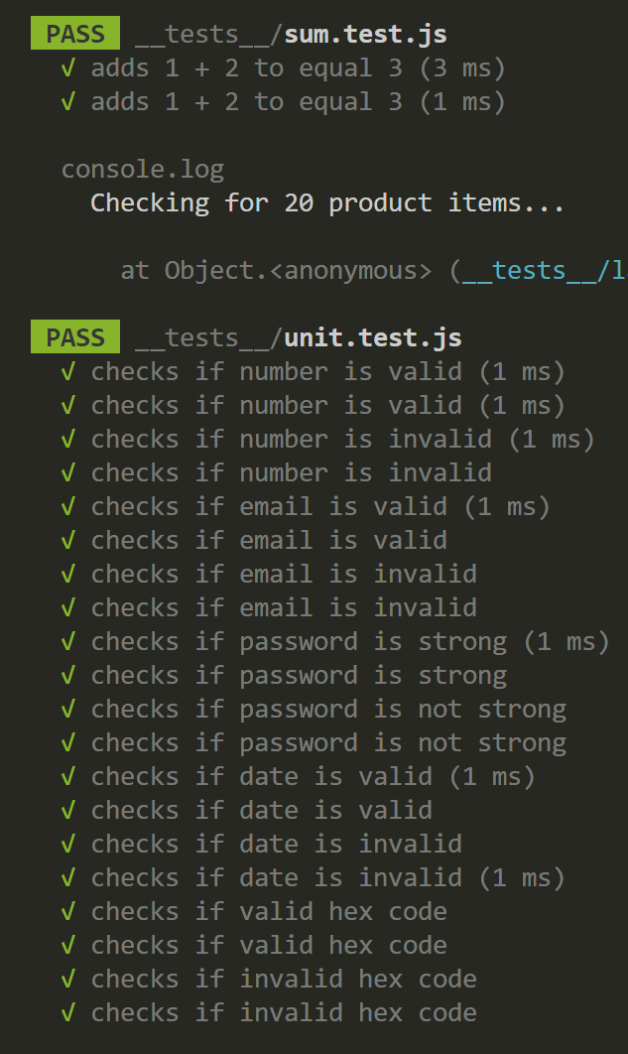 PASS __tests__/sum.test.js
√ adds 1 + 2 to equal 3 (3 ms)
√ adds 1 + 2 to equal 3 (1 ms)
console.log
Checking for 20 product items...
at Object.<anonymous> (__tests__/l
PASS __tests__/unit.test.js
√ checks if number is valid (1 ms)
√ checks if number is valid (1 ms)
√ checks if number is invalid (1 ms)
√ checks if number is invalid
√ checks if email is valid (1 ms)
√ checks if email is valid
√ checks if email is invalid
√ checks if email is invalid
√ checks if password is strong (1 ms)
√ checks if password is strong
√ checks if password is not strong
√ checks if password is not strong
√ checks if date is valid (1 ms)
√ checks if date is valid
√ checks if date is invalid
√ checks if date is invalid (1 ms)
√ checks if valid hex code
√ checks if valid hex code
√ checks if invalid hex code
√ checks if invalid hex code